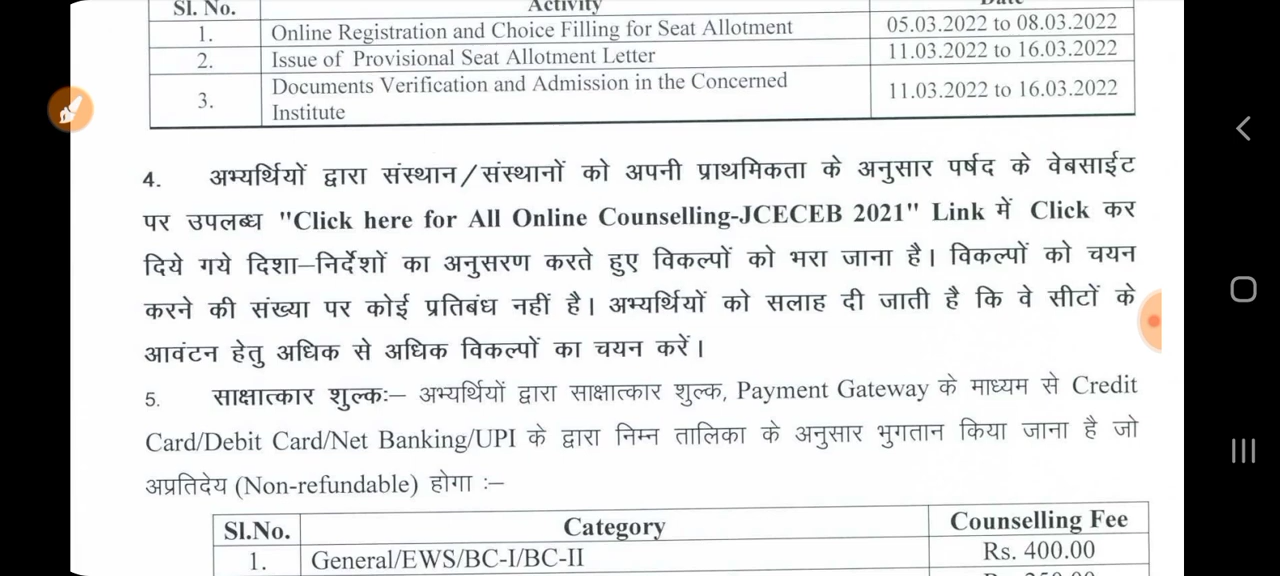 Sl. No. Activity Date
1. Online Registration and Choice Filling for Seat Allotment 05.03.2022 to 08.03.2022
2. Issue of Provisional Seat Allotment Letter 11.03.2022 to 16.03.2022
3. Documents Verification and Admission in the Concerned Institute 11.03.2022 to 16.03.2022
4. अभ्यर्थियों द्वारा संस्थान/संस्थानों को अपनी प्राथमिकता के अनुसार पर्षद के वेबसाईट
पर उपलब्ध "Click here for All Online Counselling-JCECEB 2021" Link में Click कर
दिये गये दिशा–निर्देशों का अनुसरण करते हुए विकल्पों को भरा जाना है। विकल्पों को चयन
करने की संख्या पर कोई प्रतिबंध नहीं है। अभ्यर्थियों को सलाह दी जाती है कि वे सीटों के
आवंटन हेतु अधिक से अधिक विकल्पों का चयन करें।
5. साक्षात्कार शुल्कः– अभ्यर्थियों द्वारा साक्षात्कार शुल्क, Payment Gateway के माध्यम से Credit
Card/Debit Card/Net Banking/UPI के द्वारा निम्न तालिका के अनुसार भुगतान किया जाना है जो
अप्रतिदेय (Non-refundable) होगा :–
Sl.No. Category Counselling Fee
1. General/EWS/BC-I/BC-II Rs. 400.00